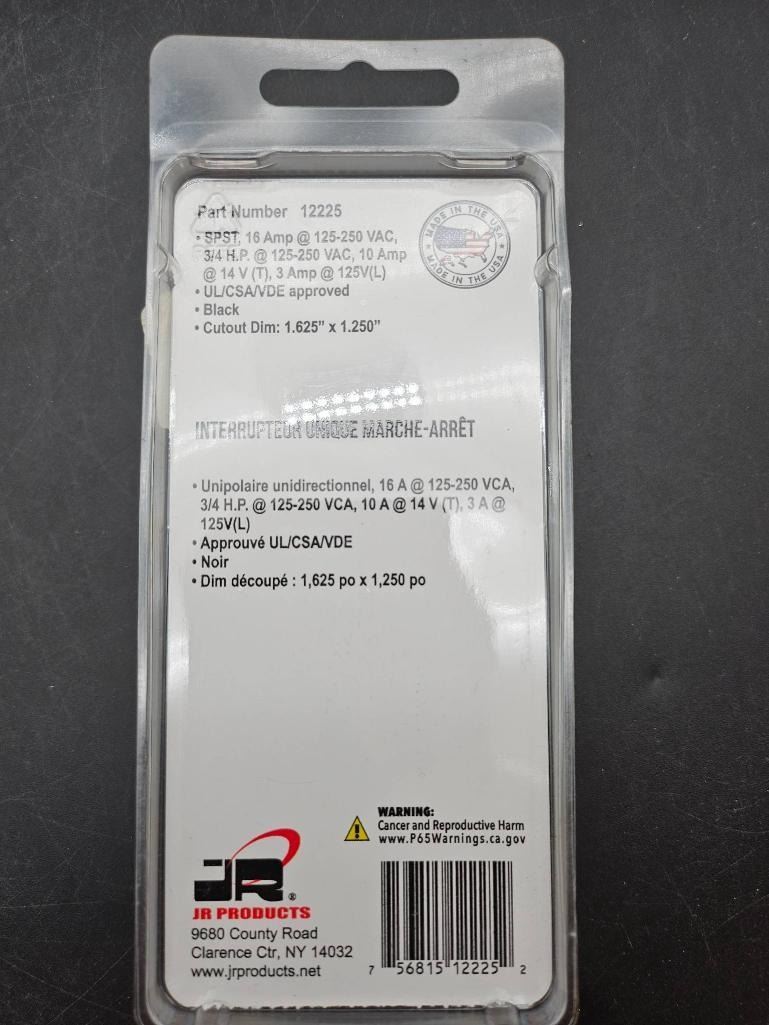 Part Number 12225
• SPST, 16 Amp @ 125-250 VAC,
3/4 H.P. @ 125-250 VAC, 10 Amp
@ 14 V (T), 3 Amp @ 125V(L)
• UL/CSA/VDE approved
• Black
• Cutout Dim: 1.625” x 1.250”
MADE IN THE USA
MADE IN THE USA
INTERRUPTEUR UNIQUE MARCHE-ARRÊT
• Unipolaire unidirectionnel, 16 A @ 125-250 VCA,
3/4 H.P. @ 125-250 VCA, 10 A @ 14 V (T), 3 A @
125V(L)
• Approuvé UL/CSA/VDE
• Noir
• Dim découpé : 1,625 po x 1,250 po
WARNING:
Cancer and Reproductive Harm
www.P65Warnings.ca.gov
JR®
JR PRODUCTS
9680 County Road
Clarence Ctr, NY 14032
www.jrproducts.net
7 56815 12225 2